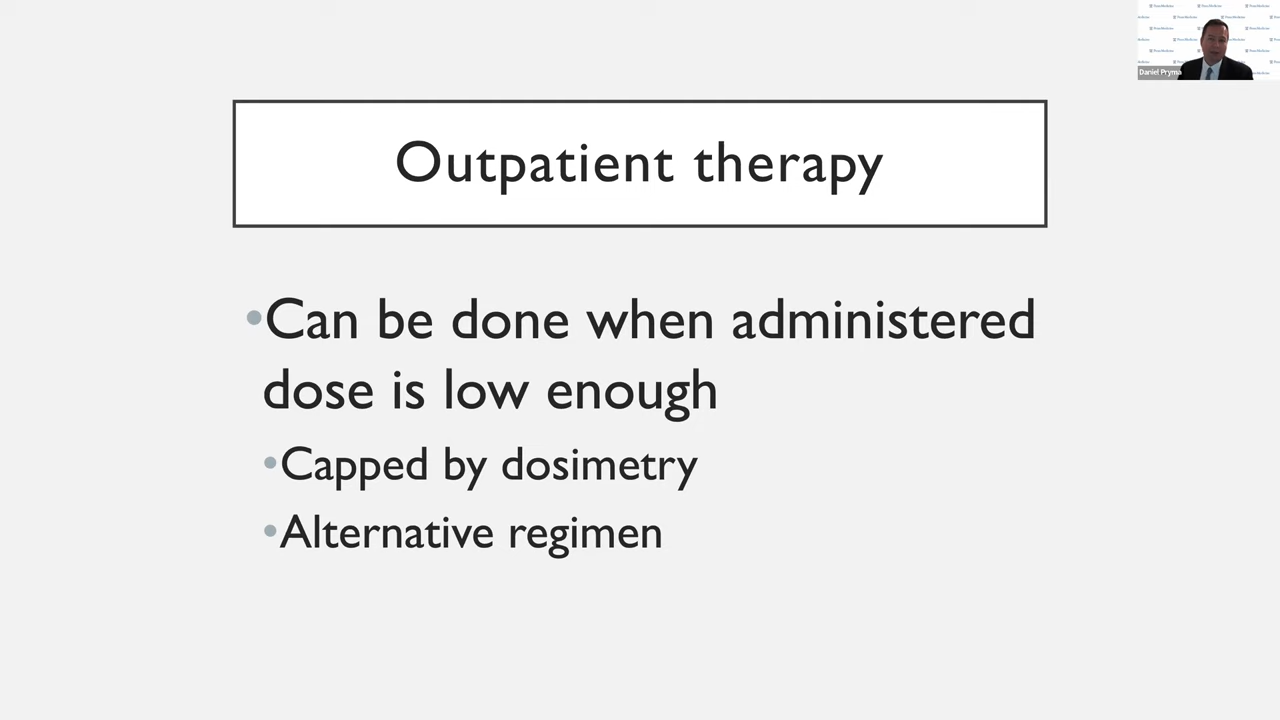 Daniel Pryma
Outpatient therapy
•Can be done when administered
dose is low enough
•Capped by dosimetry
•Alternative regimen